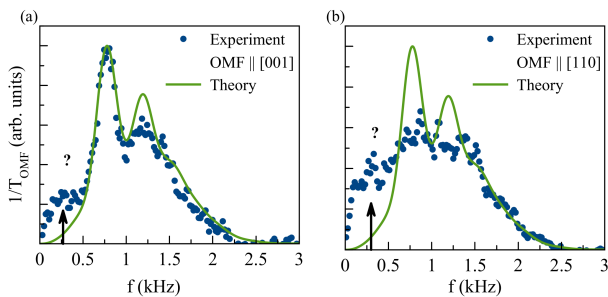 (a)
Experiment
OMF || [001]
Theory
?
1/T_OMF (arb. units)
0 0.5 1 1.5 2 2.5 3
f (kHz)
(b)
Experiment
OMF || [110]
Theory
?
0 0.5 1 1.5 2 2.5 3
f (kHz)